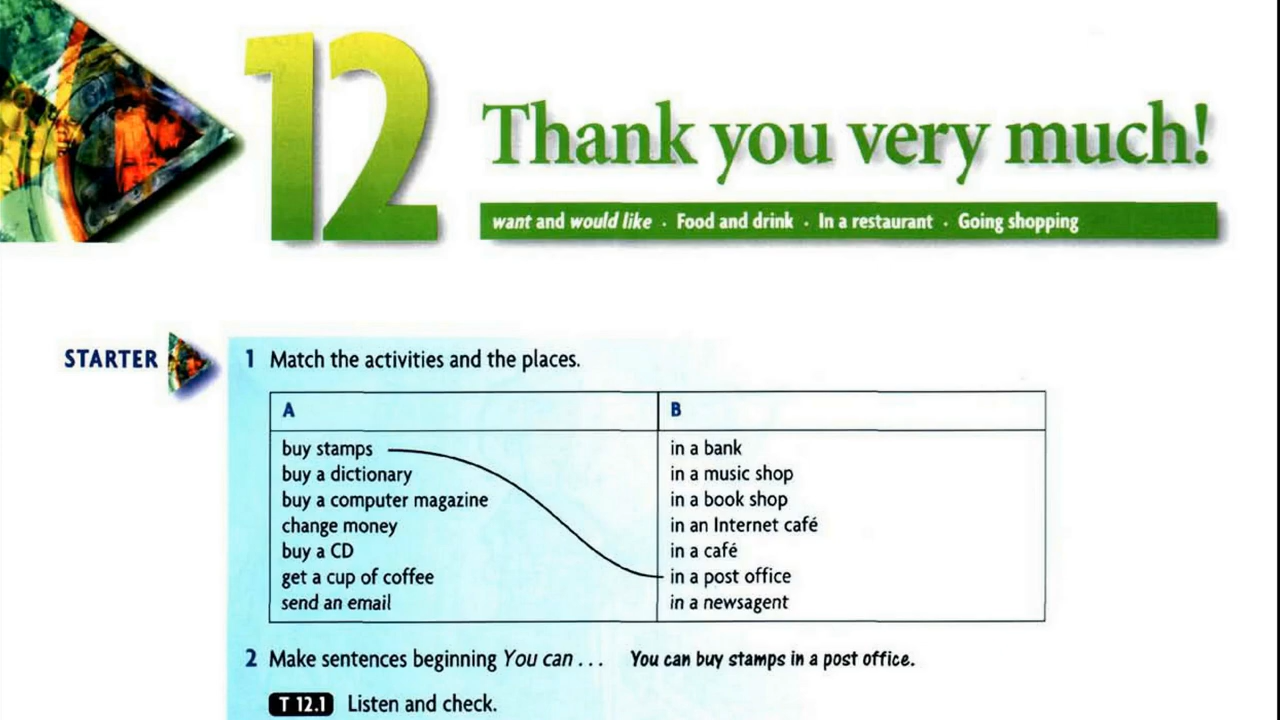 12
Thank you very much!
want and would like · Food and drink · In a restaurant · Going shopping
STARTER
1 Match the activities and the places.
A B
buy stamps in a bank
buy a dictionary in a music shop
buy a computer magazine in a book shop
change money in an Internet café
buy a CD in a café
get a cup of coffee in a post office
send an email in a newsagent
2 Make sentences beginning You can ... You can buy stamps in a post office.
T 12.1 Listen and check.